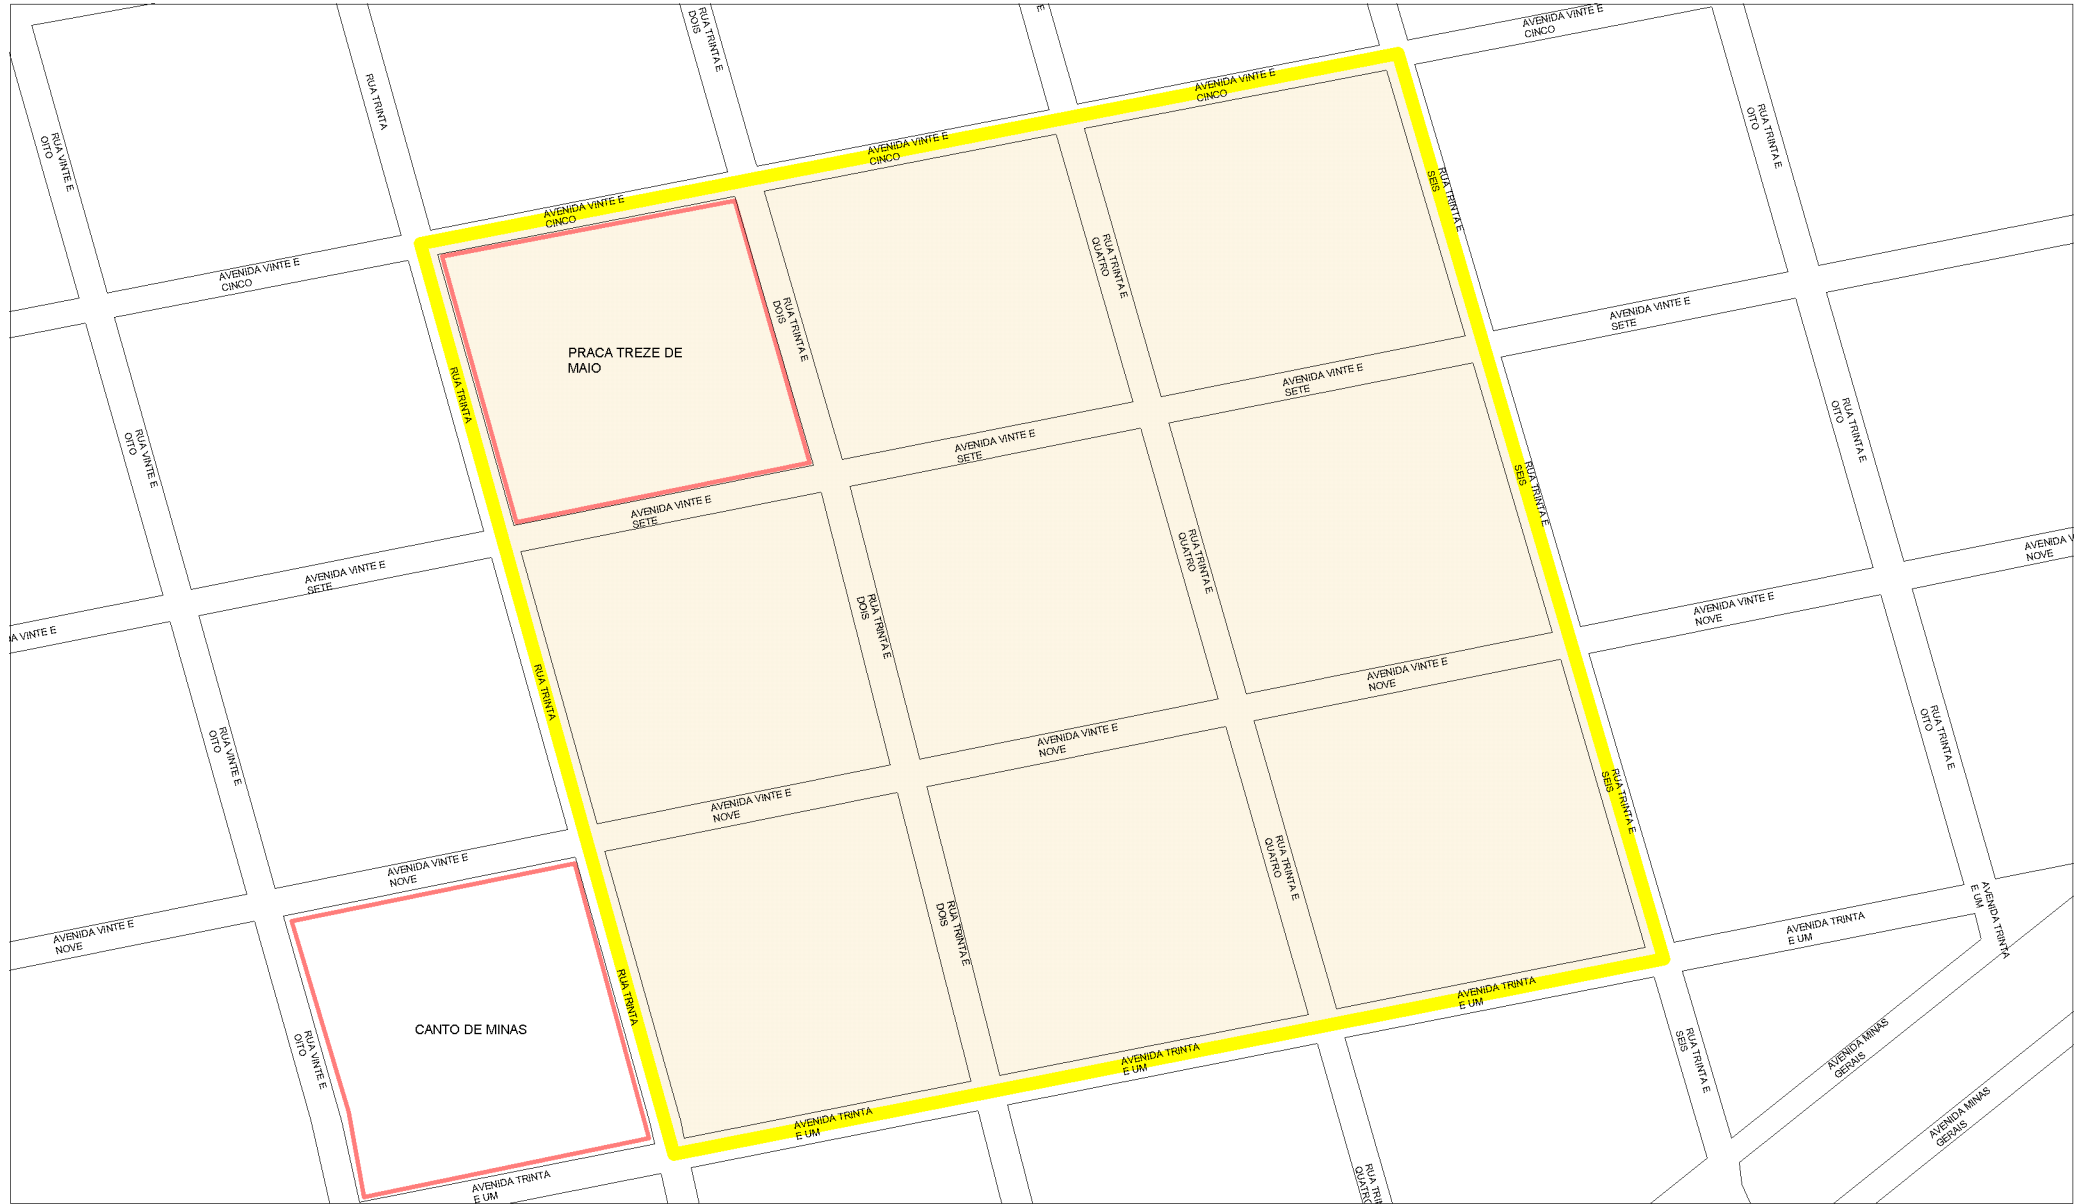 AVENIDA VINTE E
CINCO
RUA TRINTA E
DOIS
E
RUA TRINTA
AVENIDA VINTE E
CINCO
RUA TRINTA E
OITO
RUA VINTE E
OITO
AVENIDA VINTE E
CINCO
AVENIDA VINTE E
CINCO
RUA TRINTA E
SEIS
AVENIDA VINTE E
CINCO
RUA TRINTA E
QUATRO
RUA TRINTA E
DOIS
AVENIDA VINTE E
SETE
PRACA TREZE DE
MAIO
RUA TRINTA
AVENIDA VINTE E
SETE
RUA TRINTA E
OITO
RUA VINTE E
OITO
AVENIDA VINTE E
SETE
RUA TRINTA E
SEIS
AVENIDA VINTE E
SETE
RUA TRINTA E
QUATRO
AVENIDA V
NOVE
AVENIDA VINTE E
SETE
RUA TRINTA E
DOIS
AVENIDA VINTE E
NOVE
A VINTE E
RUA TRINTA
AVENIDA VINTE E
NOVE
RUA VINTE E
OITO
AVENIDA VINTE E
NOVE
RUA TRINTA E
OITO
RUA TRINTA E
SEIS
AVENIDA VINTE E
NOVE
RUA TRINTA E
QUATRO
AVENIDA VINTE E
NOVE
AVENIDA VINTE E
NOVE
RUA TRINTA E
DOIS
AVENIDA TRINTA
E UM
AVENIDA TRINTA
E UM
RUA TRINTA
AVENIDA TRINTA
E UM
CANTO DE MINAS
RUA VINTE E
OITO
AVENIDA TRINTA
E UM
RUA TRINTA E
SEIS
AVENIDA MINAS
GERAIS
AVENIDA TRINTA
E UM
AVENIDA MINAS
GERAIS
AVENIDA TRINTA
E UM
RUA TRIN
QUATRO